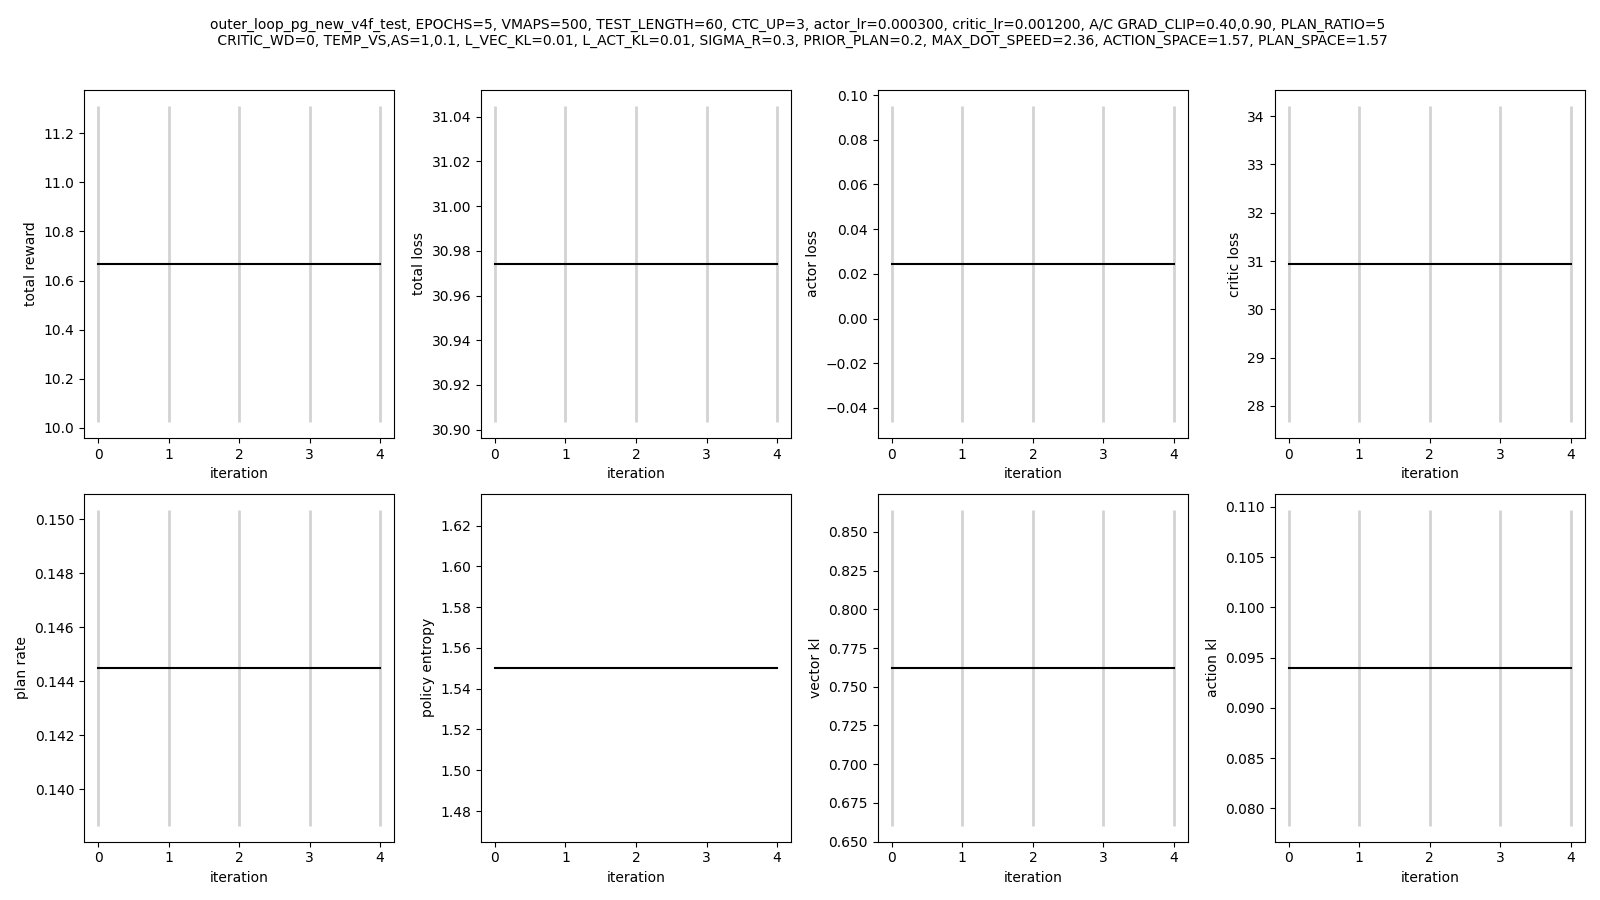 outer_loop_pg_new_v4f_test, EPOCHS=5, VMAPS=500, TEST_LENGTH=60, CTC_UP=3, actor_lr=0.000300, critic_lr=0.001200, A/C GRAD_CLIP=0.40,0.90, PLAN_RATIO=5
CRITIC_WD=0, TEMP_VS,AS=1,0.1, L_VEC_KL=0.01, L_ACT_KL=0.01, SIGMA_R=0.3, PRIOR_PLAN=0.2, MAX_DOT_SPEED=2.36, ACTION_SPACE=1.57, PLAN_SPACE=1.57
total reward
11.2
11.0
10.8
10.6
10.4
10.2
10.0
0 1 2 3 4
iteration
total loss
31.04
31.02
31.00
30.98
30.96
30.94
30.92
30.90
0 1 2 3 4
iteration
actor loss
0.10
0.08
0.06
0.04
0.02
0.00
−0.02
−0.04
0 1 2 3 4
iteration
critic loss
34
33
32
31
30
29
28
0 1 2 3 4
iteration
plan rate
0.150
0.148
0.146
0.144
0.142
0.140
0 1 2 3 4
iteration
policy entropy
1.62
1.60
1.58
1.56
1.54
1.52
1.50
1.48
0 1 2 3 4
iteration
vector kl
0.850
0.825
0.800
0.775
0.750
0.725
0.700
0.675
0.650
0 1 2 3 4
iteration
action kl
0.110
0.105
0.100
0.095
0.090
0.085
0.080
0 1 2 3 4
iteration